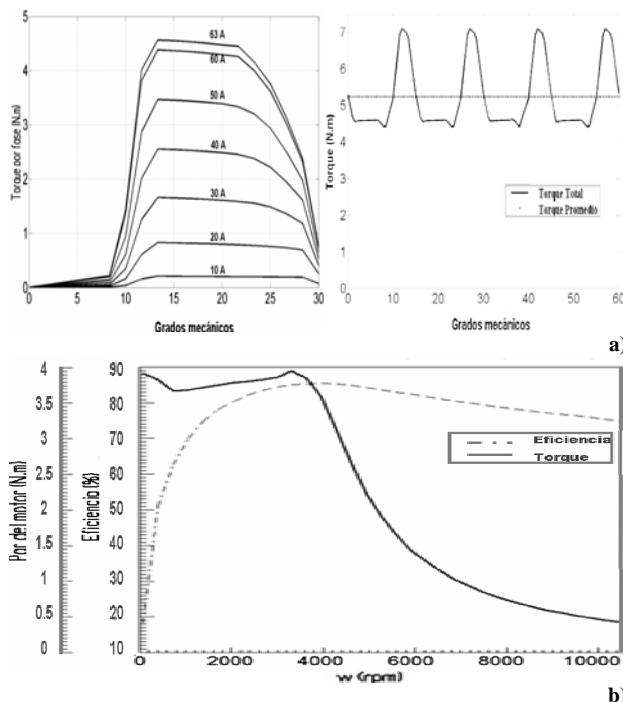 Torque por fase (N.m)
5
4
3
2
1
0
63 A
60 A
50 A
40 A
30 A
20 A
10 A
0 5 10 15 20 25 30
Grados mecánicos
Torque (N.m)
7
6
5
4
3
2
1
0
Torque Total
Torque Promedio
0 10 20 30 40 50 60
Grados mecánicos
a)
Par del motor (N.m)
4
3.5
3
2.5
2
1.5
1
0.5
0
Eficiencio (%)
90
80
70
60
50
40
30
20
10
Eficiencia
Torque
0 2000 4000 6000 8000 10000
w (rpm)
b)